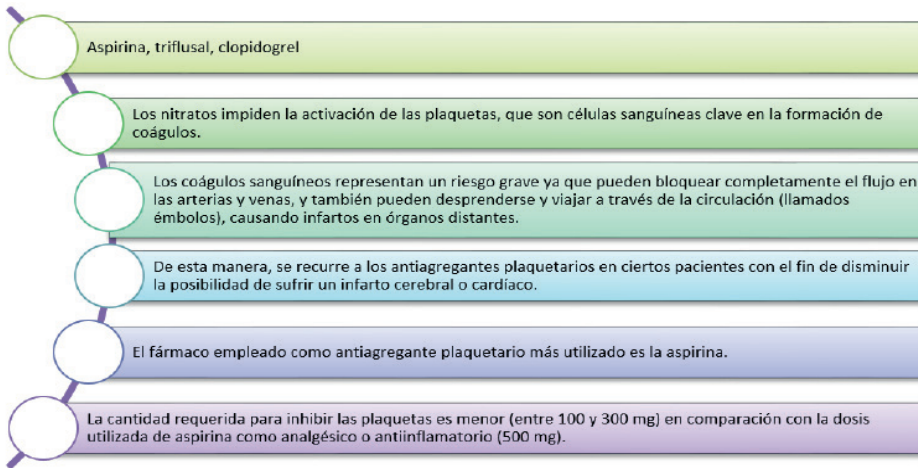 Aspirina, triflusal, clopidogrel
Los nitratos impiden la activación de las plaquetas, que son células sanguíneas clave en la formación de
coágulos.
Los coágulos sanguíneos representan un riesgo grave ya que pueden bloquear completamente el flujo en
las arterias y venas, y también pueden desprenderse y viajar a través de la circulación (llamados
émbolos), causando infartos en órganos distantes.
De esta manera, se recurre a los antiagregantes plaquetarios en ciertos pacientes con el fin de disminuir
la posibilidad de sufrir un infarto cerebral o cardíaco.
El fármaco empleado como antiagregante plaquetario más utilizado es la aspirina.
La cantidad requerida para inhibir las plaquetas es menor (entre 100 y 300 mg) en comparación con la dosis
utilizada de aspirina como analgésico o antiinflamatorio (500 mg).